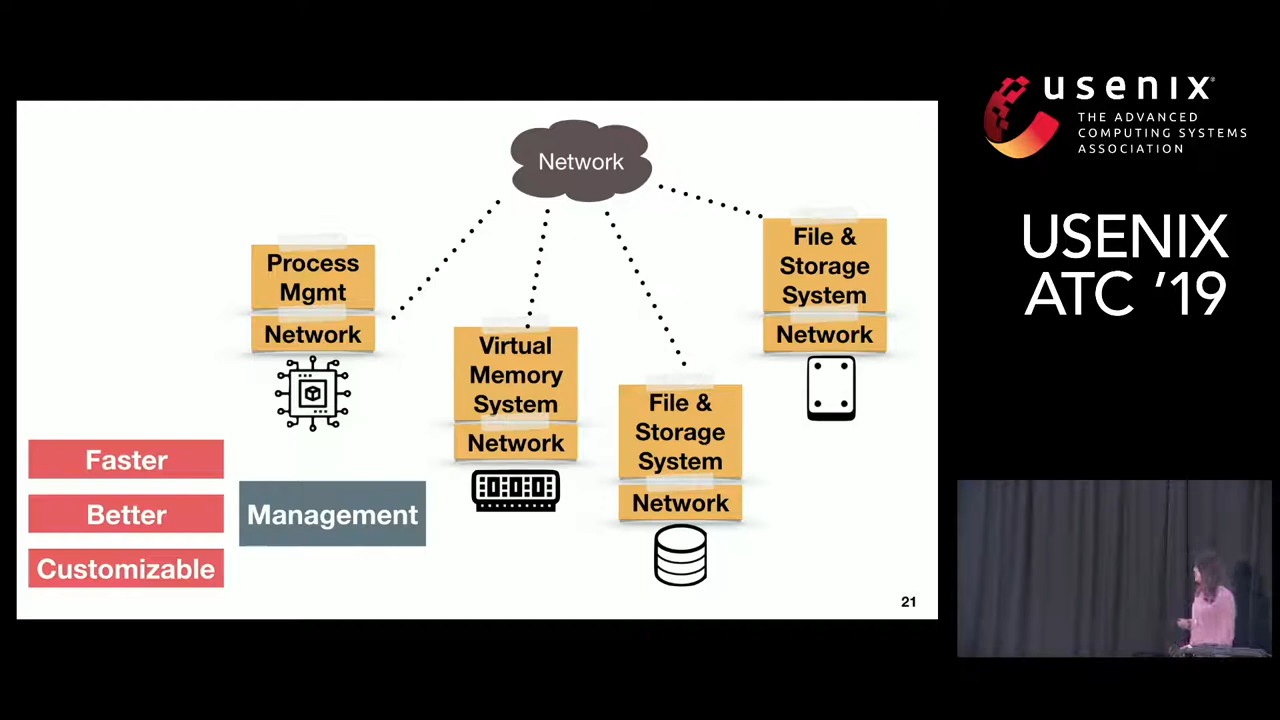 Network
Process
Mgmt
Network
Virtual
Memory
System
Network
File &
Storage
System
Network
File &
Storage
System
Network
Faster
Better
Customizable
Management
21
usenix
THE ADVANCED
COMPUTING SYSTEMS
ASSOCIATION
USENIX
ATC '19